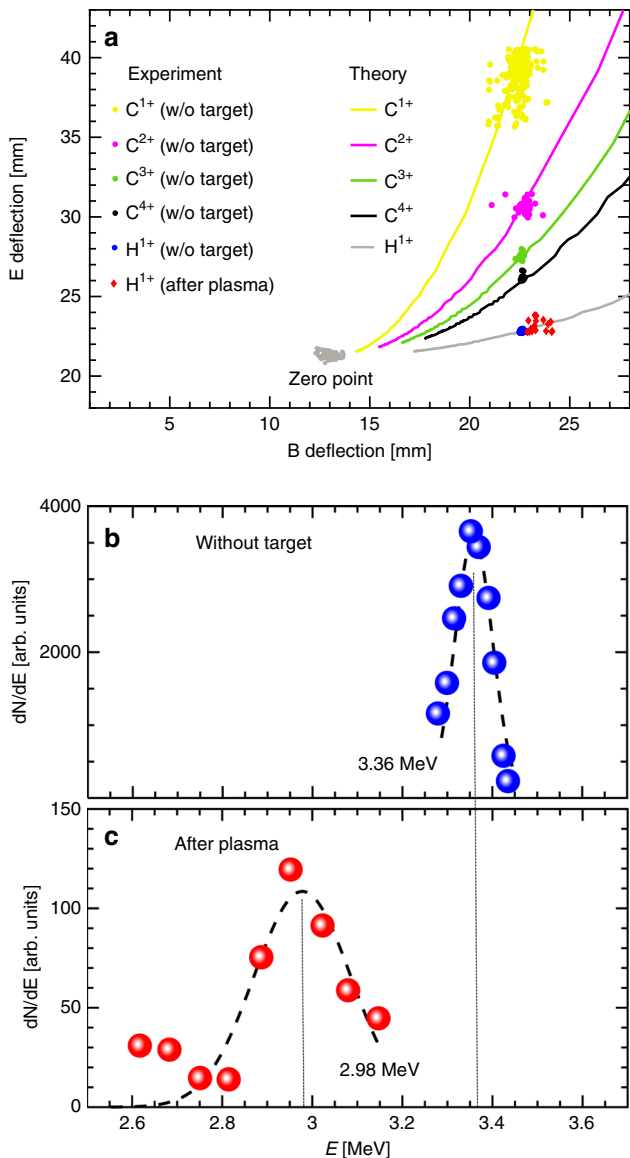 a
Experiment Theory
C1+ (w/o target) C1+
C2+ (w/o target) C2+
C3+ (w/o target) C3+
C4+ (w/o target) C4+
H1+ (w/o target) H1+
H1+ (after plasma)
Zero point
E deflection [mm]
40
35
30
25
20
0 5 10 15 20 25
B deflection [mm]
b
Without target
3.36 MeV
dN/dE [arb. units]
4000
2000
c
After plasma
2.98 MeV
dN/dE [arb. units]
150
100
50
0
2.6 2.8 3 3.2 3.4 3.6
E [MeV]